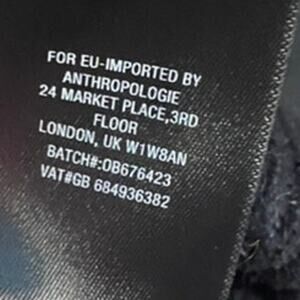 FOR EU-IMPORTED BY
ANTHROPOLOGIE
24 MARKET PLACE,3RD
FLOOR
LONDON, UK W1W8AN
BATCH#:OB676423
VAT#GB 684936382